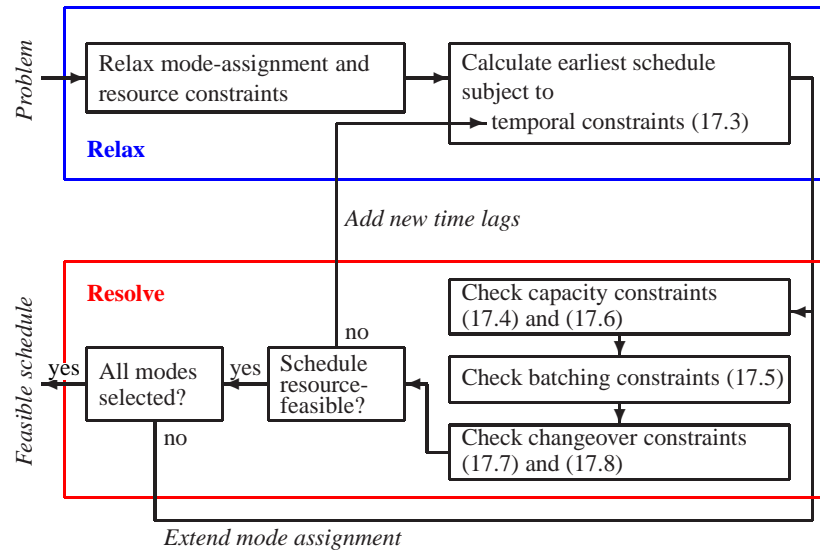 Problem
Relax mode-assignment and
resource constraints
Calculate earliest schedule
subject to
temporal constraints (17.3)
Relax
Add new time lags
Resolve
Feasible schedule
Check capacity constraints
(17.4) and (17.6)
no
yes
All modes
selected?
yes
Schedule
resource-
feasible?
Check batching constraints (17.5)
no
Check changeover constraints
(17.7) and (17.8)
Extend mode assignment